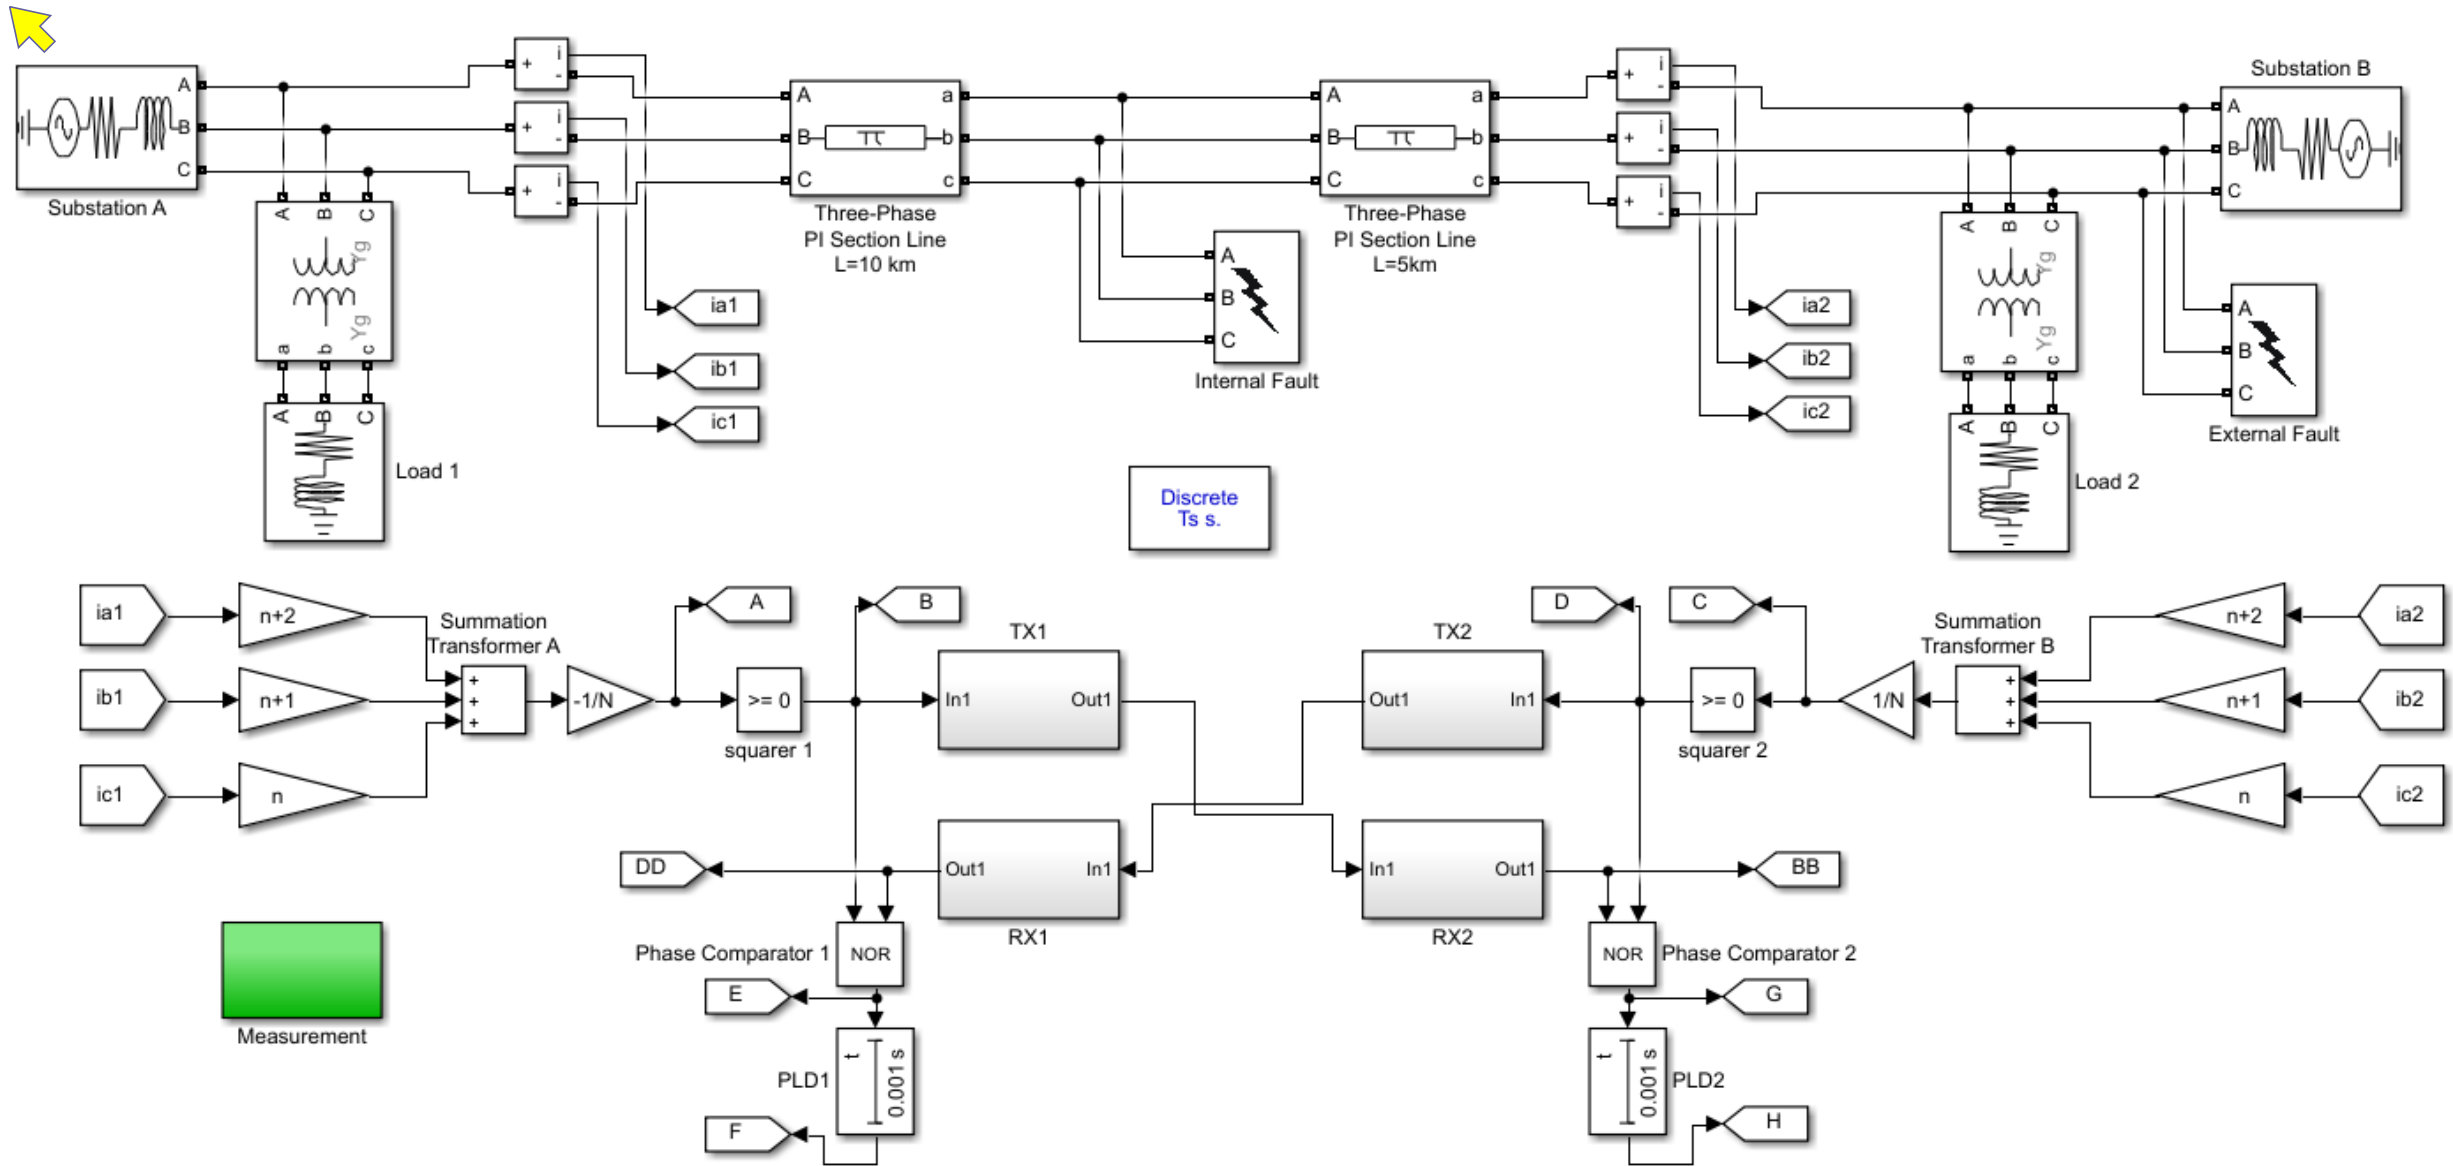 Substation A
A
B
C
+
i
-
+
i
-
+
i
-
A
B
C
a
b
c
Three-Phase
PI Section Line
L=10 km
A
B
C
a
b
c
Three-Phase
PI Section Line
L=5km
+
i
-
+
i
-
+
i
-
Substation B
A
B
C
A B C
Yg
Yg
a b c
A B C
Load 1
ia1
ib1
ic1
A
B
C
Internal Fault
ia2
ib2
ic2
A B C
Yg
Yg
a b c
A B C
Load 2
A
B
C
External Fault
Discrete
Ts s.
ia1
ib1
ic1
n+2
n+1
n
Summation
Transformer A
+
+
+
-1/N
A
>= 0
squarer 1
B
TX1
In1
Out1
TX2
Out1
In1
D
C
>= 0
squarer 2
1/N
Summation
Transformer B
+
+
+
n+2
n+1
n
ia2
ib2
ic2
DD
Out1
In1
RX1
In1
Out1
RX2
BB
Phase Comparator 1
NOR
E
PLD1
t
0.001 s
F
NOR
Phase Comparator 2
G
t
0.001 s
PLD2
H
Measurement